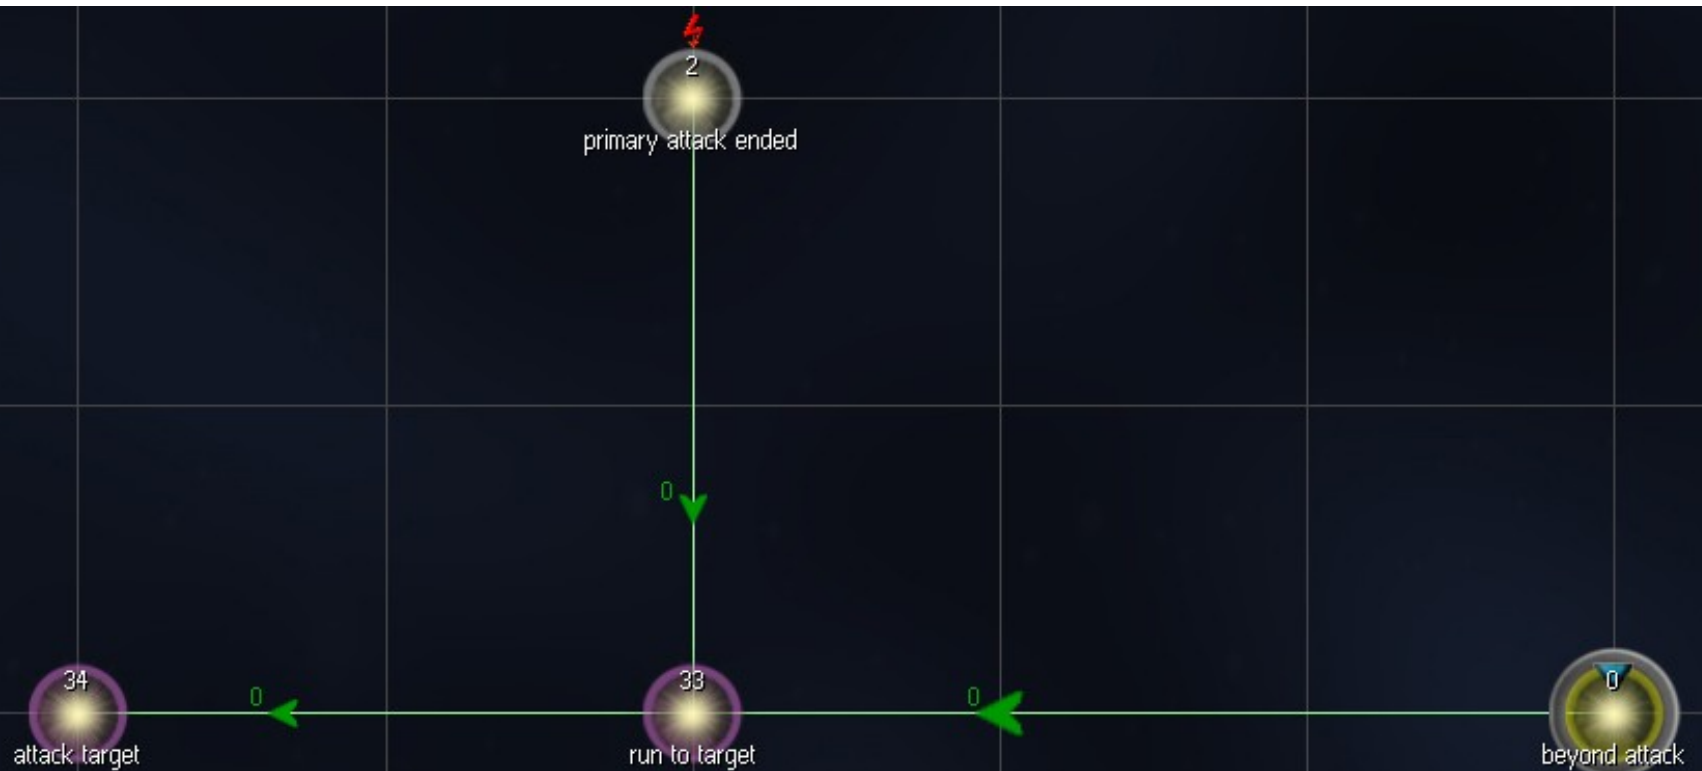 2
primary attack ended
0
34
0
33
0
0
attack target
run to target
beyond attack